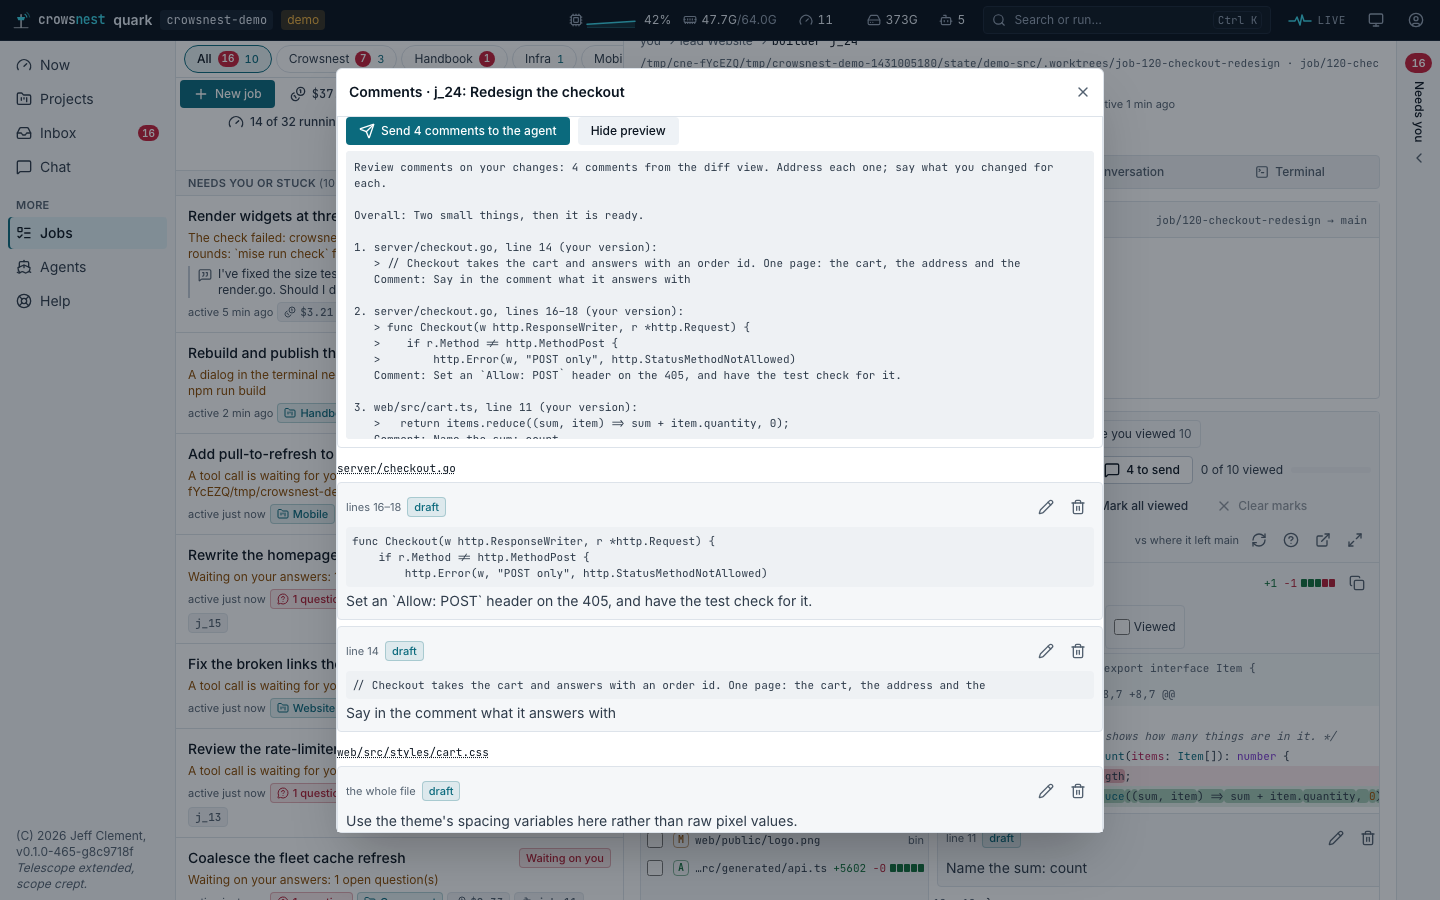 crowsnest quark crowsnest-demo demo 42% 47.7G/64.0G 11 373G 5 Search or run... Ctrl K LIVE
Now
Projects
Inbox 16
Chat
MORE
Jobs
Agents
Help
(C) 2026 Jeff Clement,
v0.1.0-465-g8c9718f
Telescope extended,
scope crept.
All 16 10 Crowsnest 7 3 Handbook 1 Infra 1 Mobi
New job $37
14 of 32 runnin
NEEDS YOU OR STUCK (10
Render widgets at thre
The check failed: crowsne
rounds: `mise run check` f
I've fixed the size tes
render.go. Should I d
active 5 min ago $3.21
Rebuild and publish th
A dialog in the terminal ne
npm run build
active 2 min ago Handb
Add pull-to-refresh to
A tool call is waiting for yo
fYcEZQ/tmp/crowsnest-de
active just now Mobile
Rewrite the homepage
Waiting on your answers:
active just now 1 questio
j_15
Fix the broken links the
A tool call is waiting for yo
active just now Website
Review the rate-limiter
A tool call is waiting for yo
active just now 1 questio
j_13
Coalesce the fleet cache refresh Waiting on you
Waiting on your answers: 1 open question(s)
you → lead Website → builder j_24
/tmp/cne-fYcEZQ/tmp/crowsnest-demo-1431005180/state/demo-src/.worktrees/job-120-checkout-redesign · job/120-chec
tive 1 min ago
nversation Terminal
job/120-checkout-redesign → main
e you viewed 10
4 to send 0 of 10 viewed
Mark all viewed Clear marks
vs where it left main
+1 -1
Viewed
export interface Item {
8,7 +8,7 @@
shows how many things are in it. */
unt(items: Item[]): number {
gth;
uce((sum, item) => sum + item.quantity, 0)
line 11 draft
Name the sum: count
M web/public/logo.png bin
A …rc/generated/api.ts +5602 -0
16
Needs you
Comments · j_24: Redesign the checkout
Send 4 comments to the agent Hide preview
Review comments on your changes: 4 comments from the diff view. Address each one; say what you changed for
each.
Overall: Two small things, then it is ready.
1. server/checkout.go, line 14 (your version):
> // Checkout takes the cart and answers with an order id. One page: the cart, the address and the
Comment: Say in the comment what it answers with
2. server/checkout.go, lines 16–18 (your version):
> func Checkout(w http.ResponseWriter, r *http.Request) {
> if r.Method != http.MethodPost {
> http.Error(w, "POST only", http.StatusMethodNotAllowed)
Comment: Set an `Allow: POST` header on the 405, and have the test check for it.
3. web/src/cart.ts, line 11 (your version):
> return items.reduce((sum, item) => sum + item.quantity, 0);
Comment: Name the sum: count
server/checkout.go
lines 16–18 draft
func Checkout(w http.ResponseWriter, r *http.Request) {
if r.Method != http.MethodPost {
http.Error(w, "POST only", http.StatusMethodNotAllowed)
Set an `Allow: POST` header on the 405, and have the test check for it.
line 14 draft
// Checkout takes the cart and answers with an order id. One page: the cart, the address and the
Say in the comment what it answers with
web/src/styles/cart.css
the whole file draft
Use the theme's spacing variables here rather than raw pixel values.